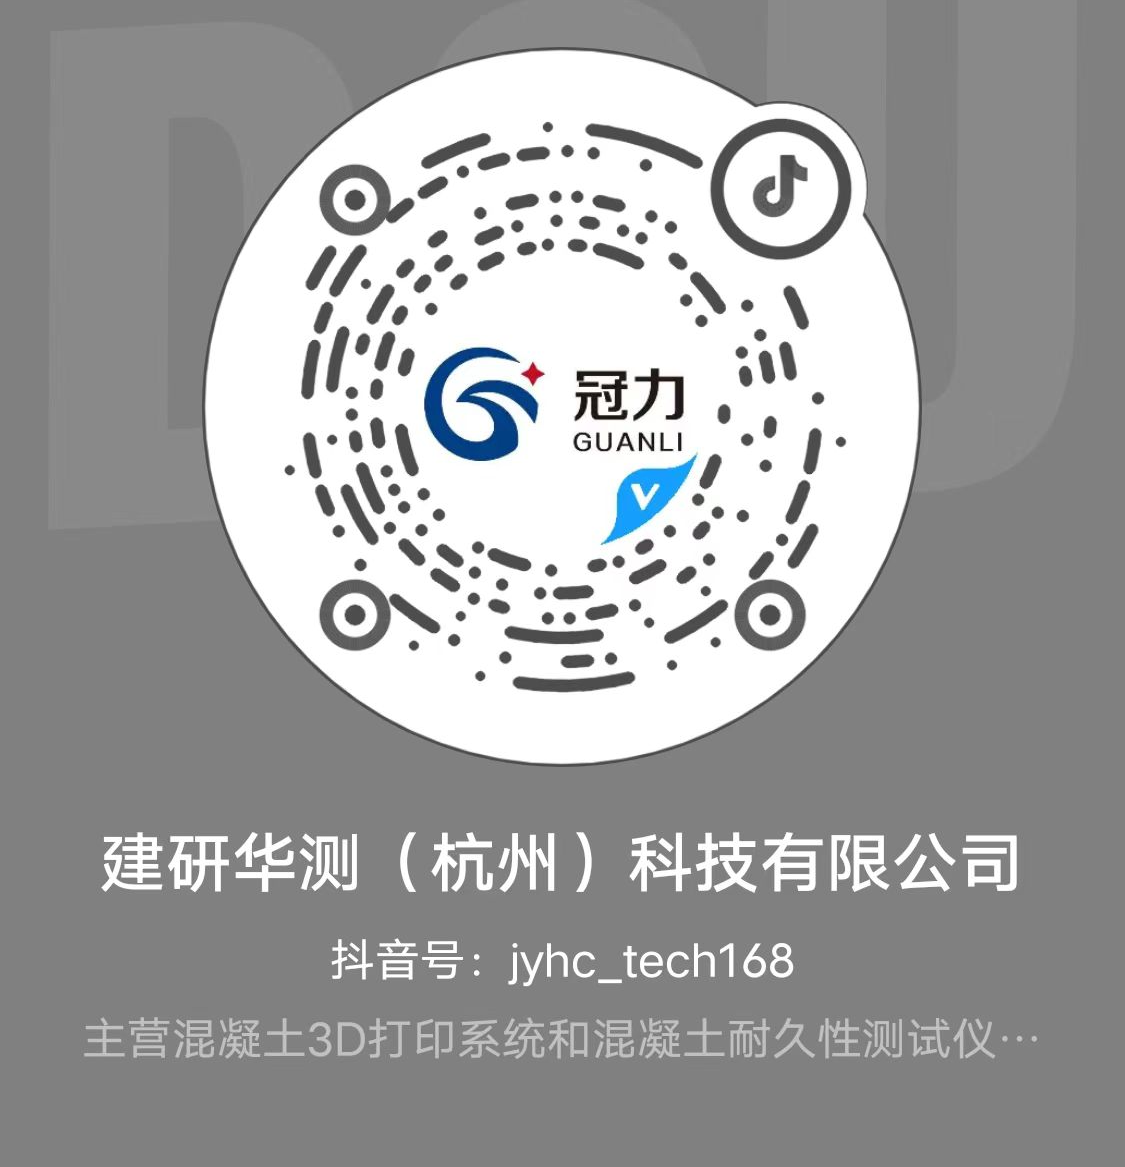 冠力
GUANLI
建研华测（杭州）科技有限公司
抖音号：jyhc_tech168
主营混凝土3D打印系统和混凝土耐久性测试仪…